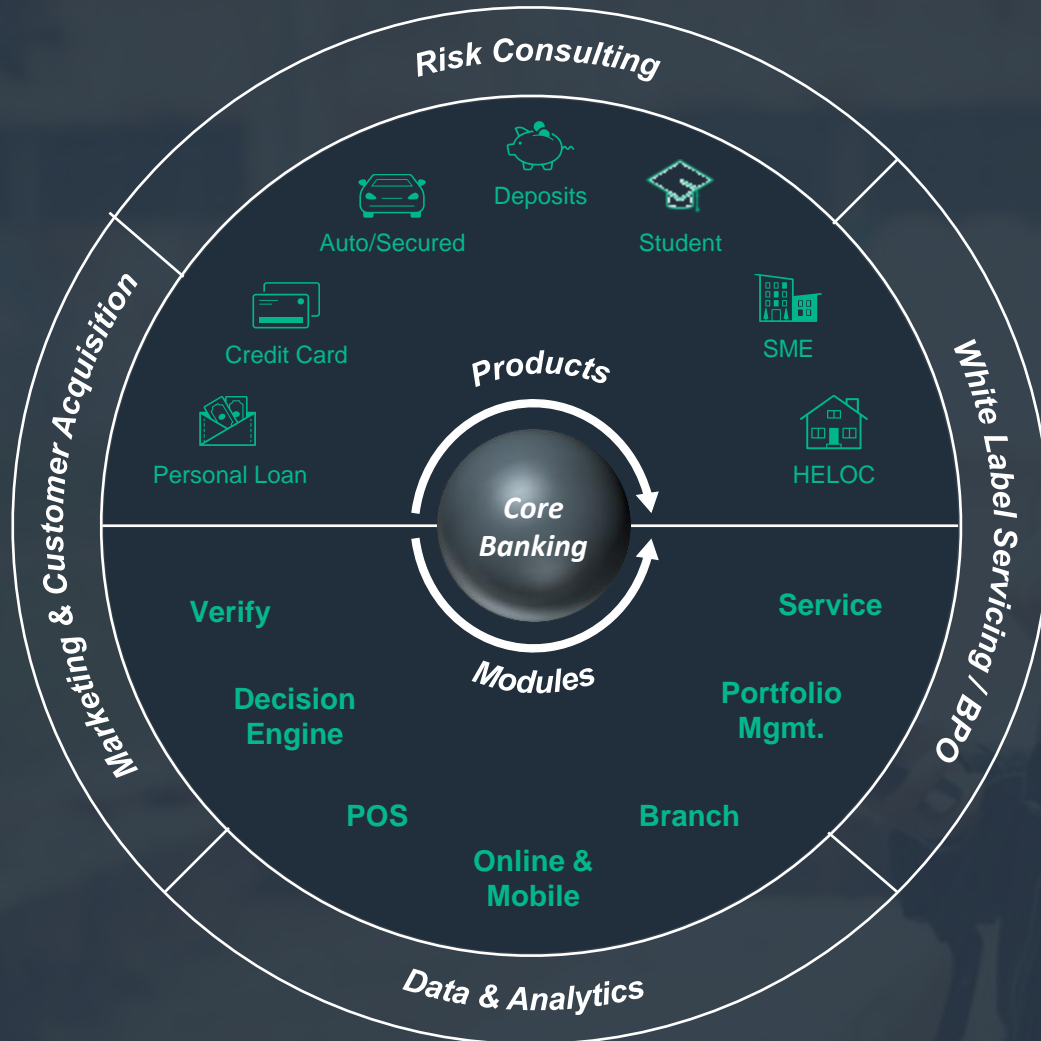 Risk Consulting
Deposits
Auto/Secured
Student
Credit Card
SME
Personal Loan
HELOC
Products
Core
Banking
Modules
Marketing & Customer Acquisition
White Label Servicing / BPO
Verify
Service
Decision
Engine
Portfolio
Mgmt.
POS
Branch
Online &
Mobile
Data & Analytics